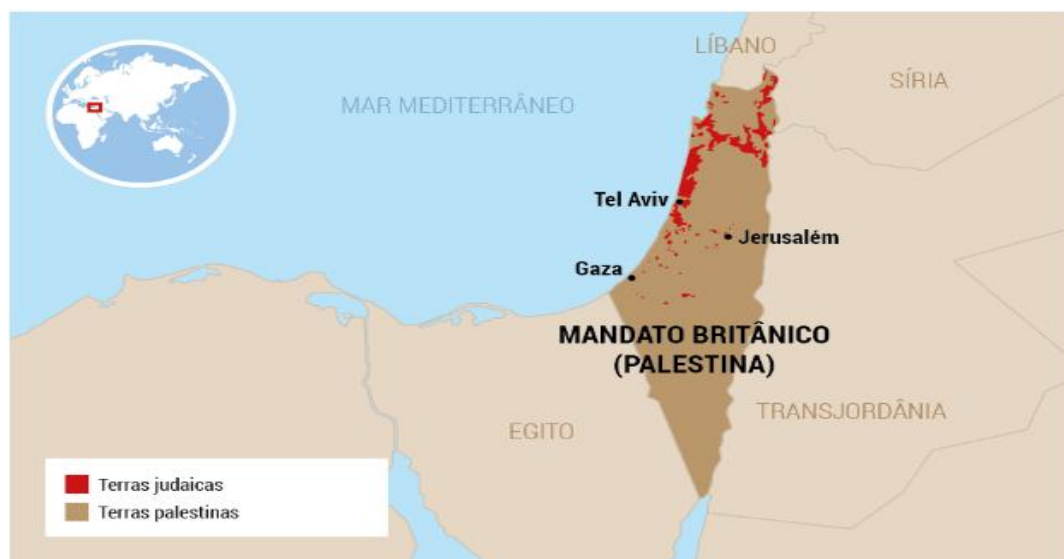 LÍBANO
SÍRIA
MAR MEDITERRÂNEO
Tel Aviv
Jerusalém
Gaza
MANDATO BRITÂNICO
(PALESTINA)
TRANSJORDÂNIA
EGITO
Terras judaicas
Terras palestinas